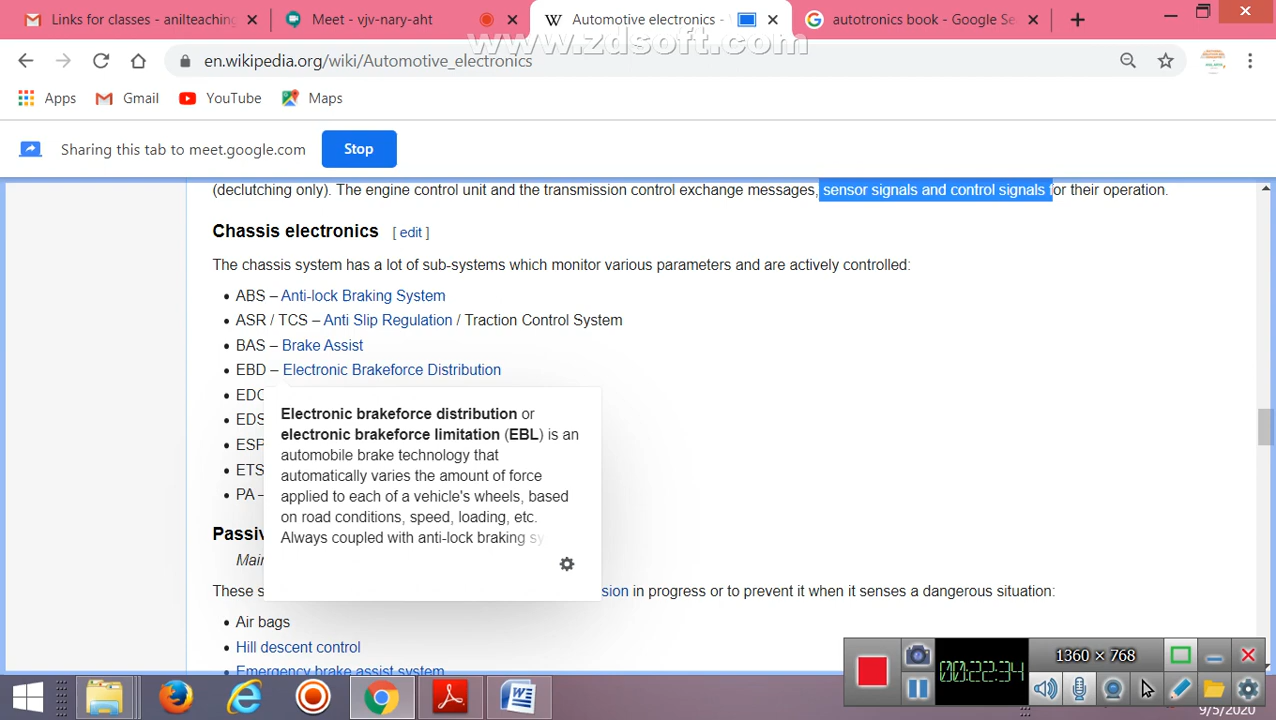 Links for classes - anilteaching
Meet - vjv-nary-aht
Automotive electronics -
autotronics book - Google Se
www.zdsoft.com
en.wikipedia.org/wiki/Automotive_electronics
Apps
Gmail
YouTube
Maps
Sharing this tab to meet.google.com
Stop
(declutching only). The engine control unit and the transmission control exchange messages, sensor signals and control signals for their operation.
Chassis electronics [ edit ]
The chassis system has a lot of sub-systems which monitor various parameters and are actively controlled:
• ABS – Anti-lock Braking System
• ASR / TCS – Anti Slip Regulation / Traction Control System
• BAS – Brake Assist
• EBD – Electronic Brakeforce Distribution
• EDC
• EDS
• ESP
• ETS
• PA –
Electronic brakeforce distribution or
electronic brakeforce limitation (EBL) is an
automobile brake technology that
automatically varies the amount of force
applied to each of a vehicle's wheels, based
on road conditions, speed, loading, etc.
Always coupled with anti-lock braking sy
Passiv
Main
These s
sion in progress or to prevent it when it senses a dangerous situation:
• Air bags
• Hill descent control
• Emergency brake assist system
1360 × 768
00:22:34
9/5/2020